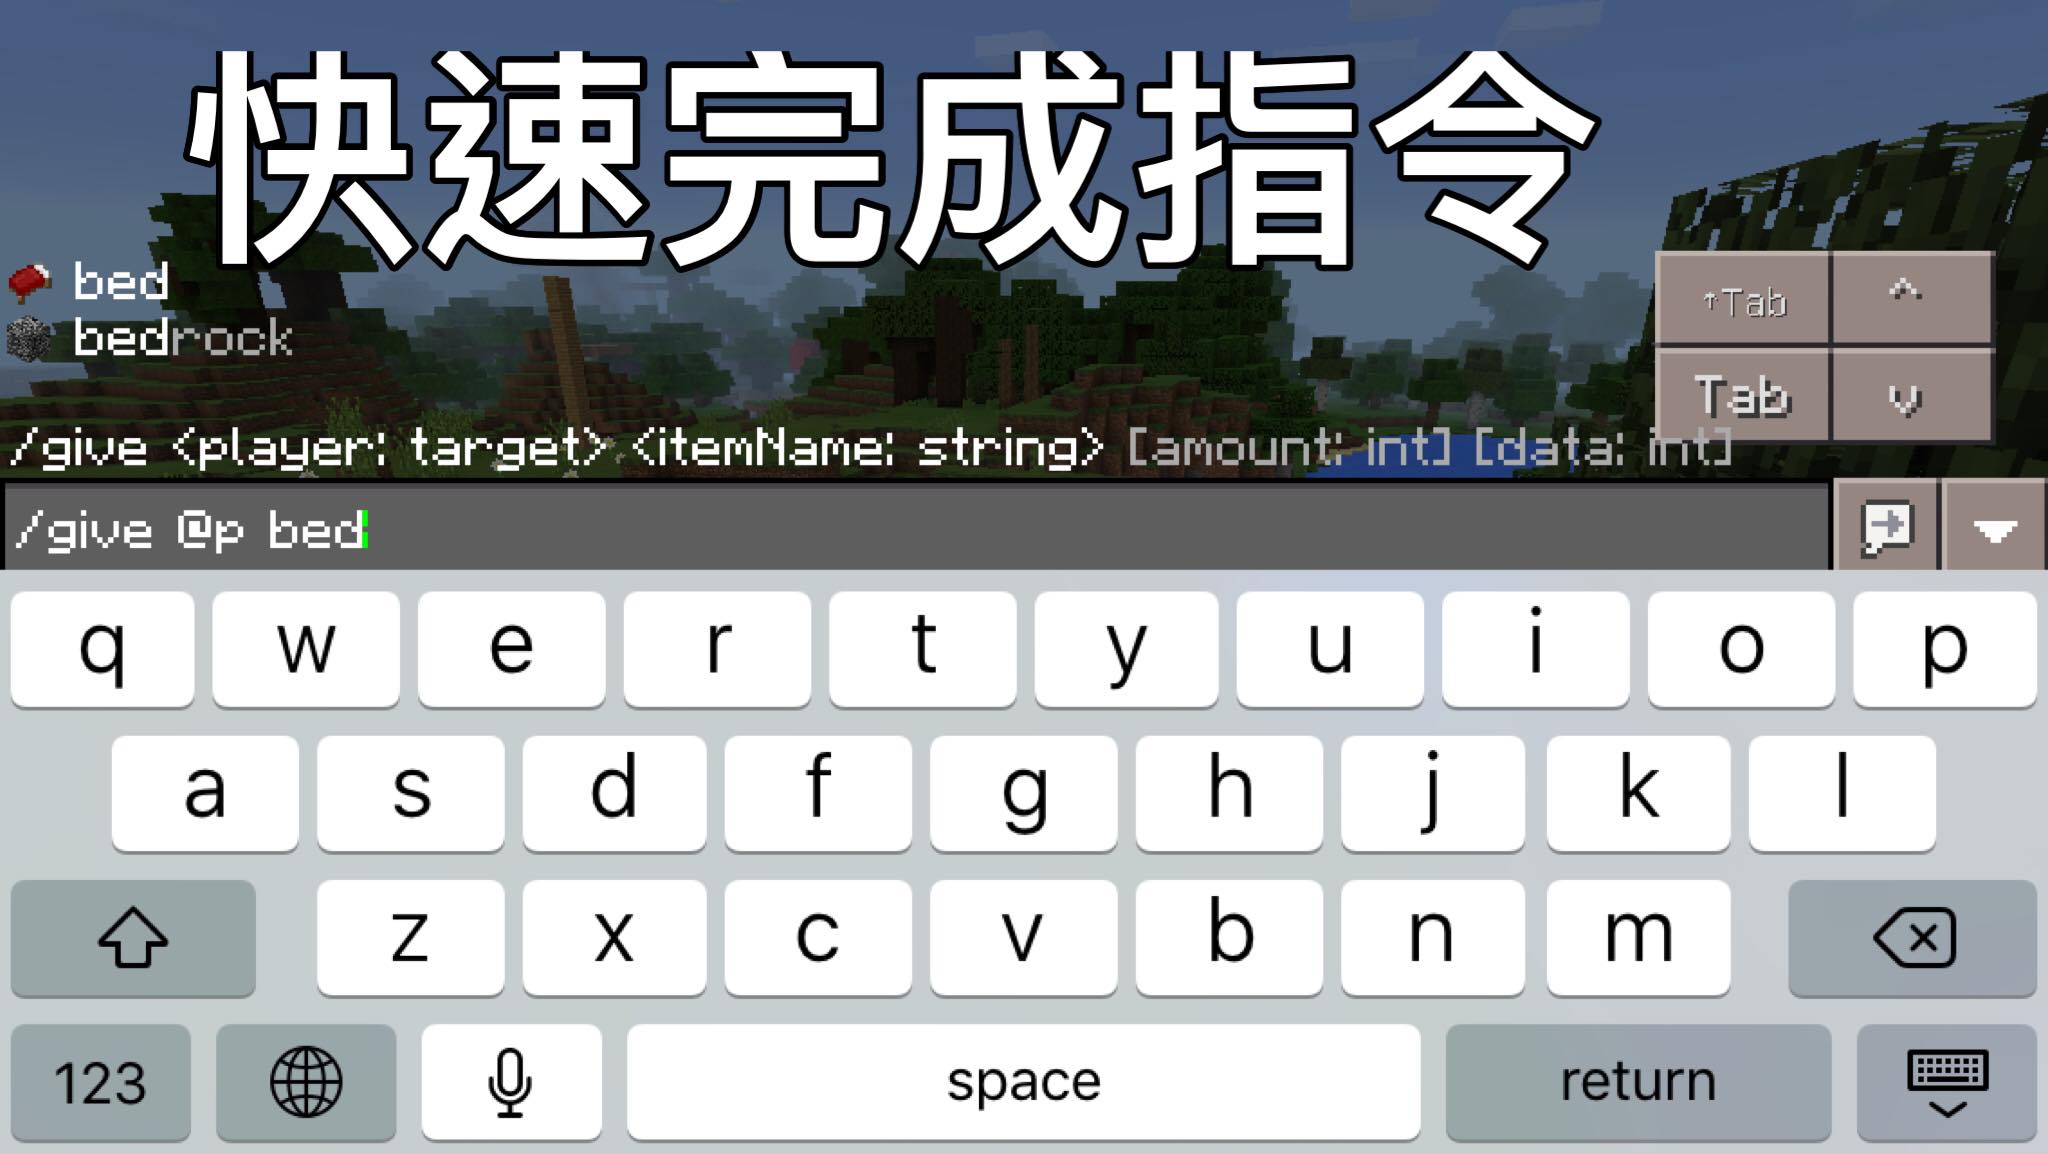 快速完成指令
bed
bedrock
↑Tab ^
Tab v
/give <player: target> <itemName: string> [amount: int] [data: int]
/give @p bed
q w e r t y u i o p
a s d f g h j k l
z x c v b n m
123 space return